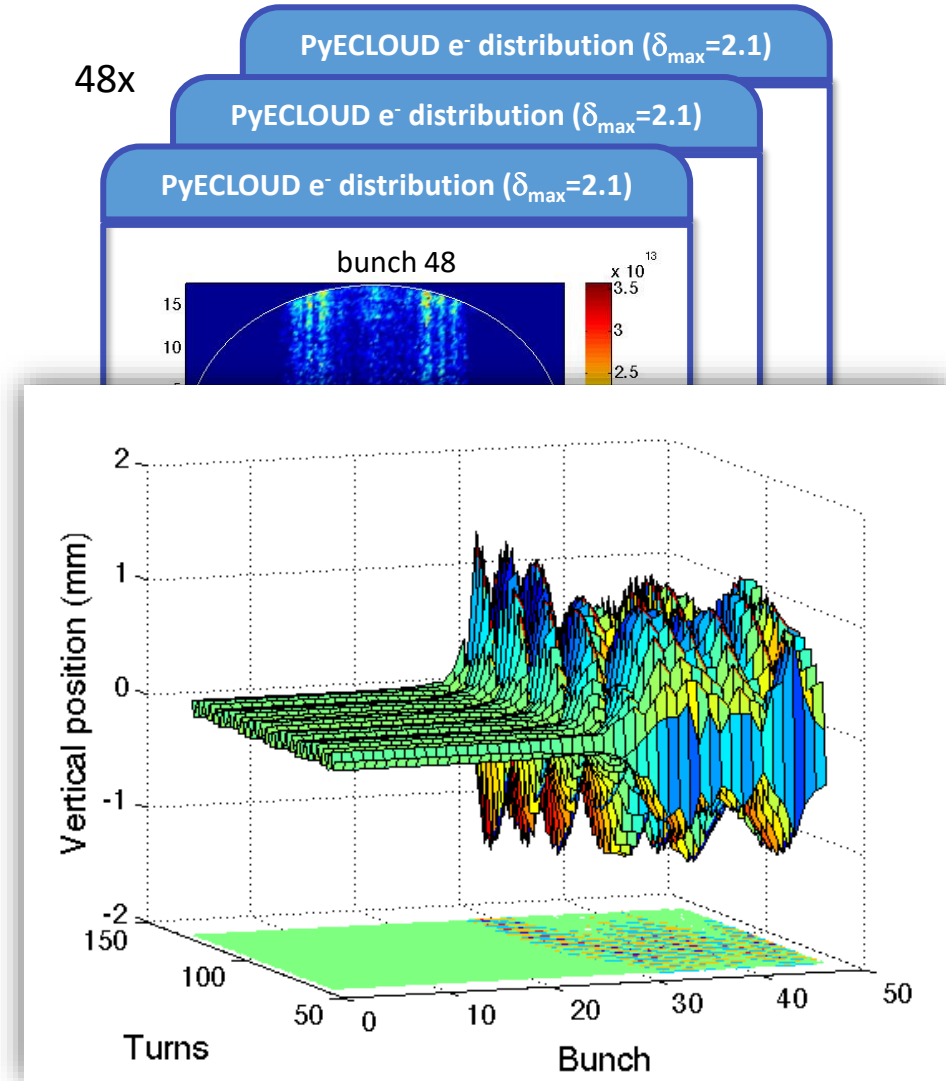 PyECLOUD e- distribution (δmax=2.1)
48x
PyECLOUD e- distribution (δmax=2.1)
PyECLOUD e- distribution (δmax=2.1)
bunch 48
x 10 13
15
10
3.5
3
2.5
2
1
0
-1
-2
Vertical position (mm)
150
100
50
Turns
0
10
20
30
40
50
Bunch